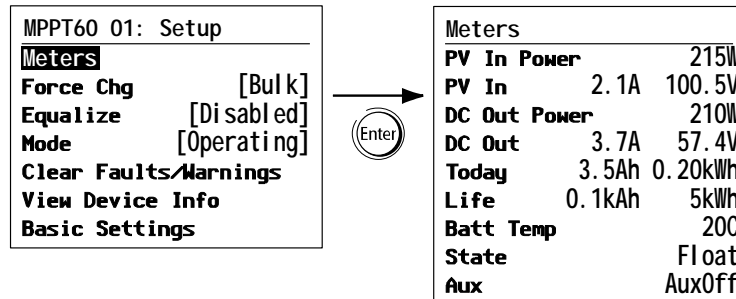 MPPT60 01: Setup
Meters
Force Chg [Bulk]
Equalize [Disabled]
Mode [Operating]
Clear Faults/Warnings
View Device Info
Basic Settings
Enter
Meters
PV In Power 215W
PV In 2.1A 100.5V
DC Out Power 210W
DC Out 3.7A 57.4V
Today 3.5Ah 0.20kWh
Life 0.1kAh 5kWh
Batt Temp 20C
State Float
Aux AuxOff